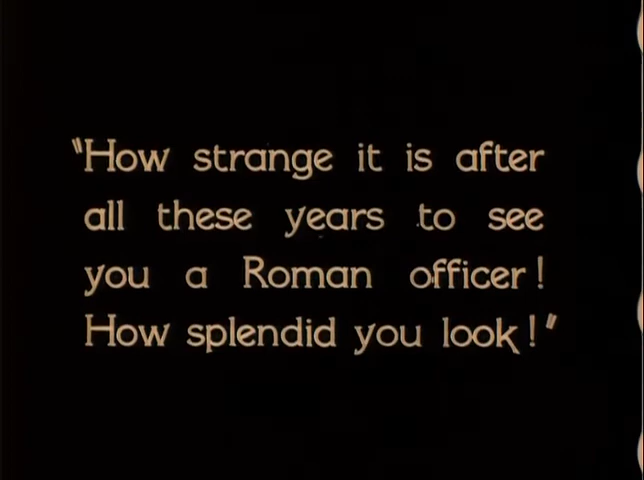 "How strange it is after
all these years to see
you a Roman officer!
How splendid you look!"